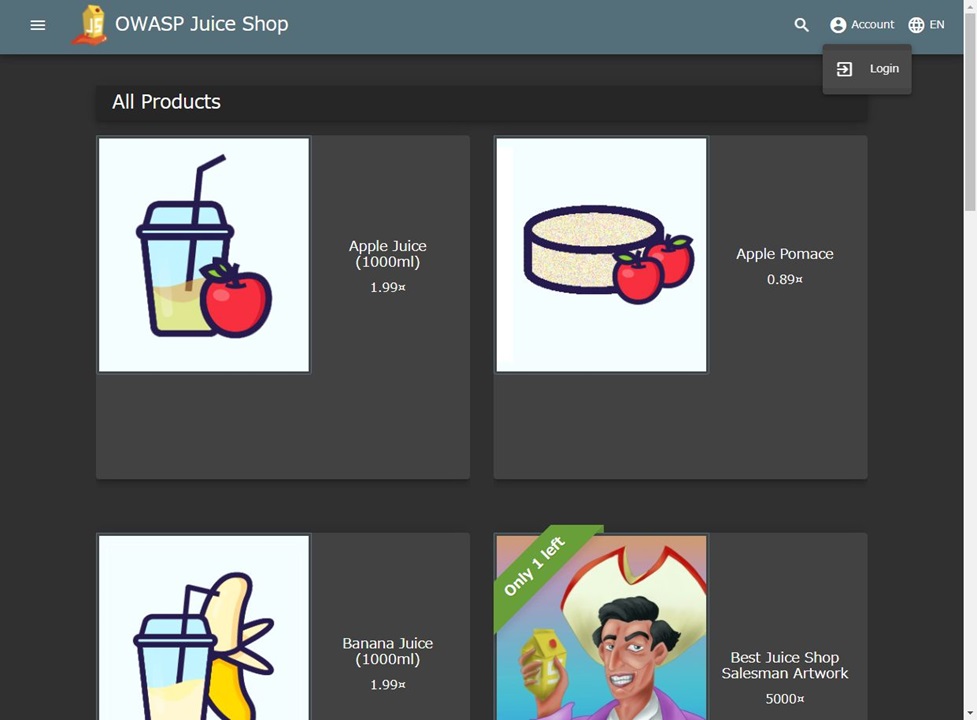 OWASP Juice Shop
Account
EN
Login
All Products
Apple Juice
(1000ml)
1.99¤
Apple Pomace
0.89¤
Only 1 left
Banana Juice
(1000ml)
1.99¤
Best Juice Shop
Salesman Artwork
5000¤